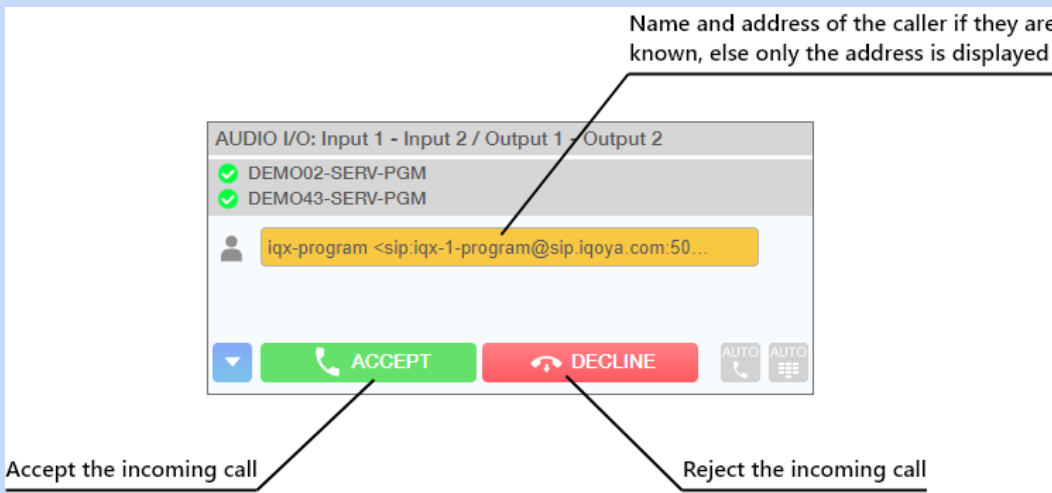 Name and address of the caller if they are
known, else only the address is displayed
AUDIO I/O: Input 1 - Input 2 / Output 1 - Output 2
DEMO02-SERV-PGM
DEMO43-SERV-PGM
iqx-program <sip:iqx-1-program@sip.iqoya.com:50...
ACCEPT
DECLINE
AUTO
AUTO
Accept the incoming call
Reject the incoming call